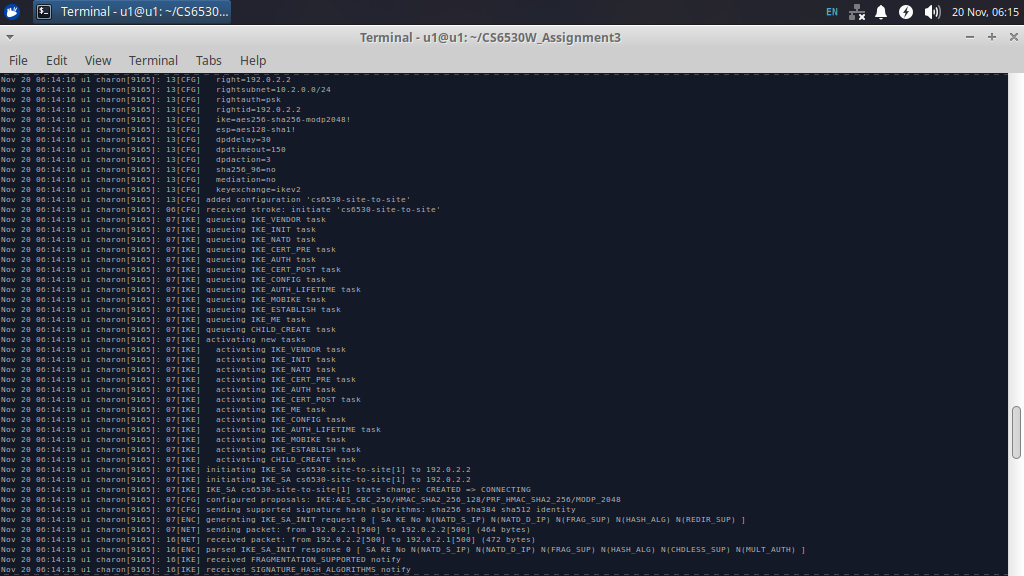 Terminal - u1@u1: ~/CS6530...
EN
20 Nov, 06:15
Terminal - u1@u1: ~/CS6530W_Assignment3
File Edit View Terminal Tabs Help
Nov 20 06:14:16 u1 charon[9165]: 13[CFG]   right=192.0.2.2
Nov 20 06:14:16 u1 charon[9165]: 13[CFG]   rightsubnet=10.2.0.0/24
Nov 20 06:14:16 u1 charon[9165]: 13[CFG]   rightauth=psk
Nov 20 06:14:16 u1 charon[9165]: 13[CFG]   rightid=192.0.2.2
Nov 20 06:14:16 u1 charon[9165]: 13[CFG]   ike=aes256-sha256-modp2048!
Nov 20 06:14:16 u1 charon[9165]: 13[CFG]   esp=aes128-sha1!
Nov 20 06:14:16 u1 charon[9165]: 13[CFG]   dpddelay=30
Nov 20 06:14:16 u1 charon[9165]: 13[CFG]   dpdtimeout=150
Nov 20 06:14:16 u1 charon[9165]: 13[CFG]   dpdaction=3
Nov 20 06:14:16 u1 charon[9165]: 13[CFG]   sha256_96=no
Nov 20 06:14:16 u1 charon[9165]: 13[CFG]   mediation=no
Nov 20 06:14:16 u1 charon[9165]: 13[CFG]   keyexchange=ikev2
Nov 20 06:14:16 u1 charon[9165]: 13[CFG] added configuration 'cs6530-site-to-site'
Nov 20 06:14:19 u1 charon[9165]: 06[CFG] received stroke: initiate 'cs6530-site-to-site'
Nov 20 06:14:19 u1 charon[9165]: 07[IKE] queueing IKE_VENDOR task
Nov 20 06:14:19 u1 charon[9165]: 07[IKE] queueing IKE_INIT task
Nov 20 06:14:19 u1 charon[9165]: 07[IKE] queueing IKE_NATD task
Nov 20 06:14:19 u1 charon[9165]: 07[IKE] queueing IKE_CERT_PRE task
Nov 20 06:14:19 u1 charon[9165]: 07[IKE] queueing IKE_AUTH task
Nov 20 06:14:19 u1 charon[9165]: 07[IKE] queueing IKE_CERT_POST task
Nov 20 06:14:19 u1 charon[9165]: 07[IKE] queueing IKE_CONFIG task
Nov 20 06:14:19 u1 charon[9165]: 07[IKE] queueing IKE_AUTH_LIFETIME task
Nov 20 06:14:19 u1 charon[9165]: 07[IKE] queueing IKE_MOBIKE task
Nov 20 06:14:19 u1 charon[9165]: 07[IKE] queueing IKE_ESTABLISH task
Nov 20 06:14:19 u1 charon[9165]: 07[IKE] queueing IKE_ME task
Nov 20 06:14:19 u1 charon[9165]: 07[IKE] queueing CHILD_CREATE task
Nov 20 06:14:19 u1 charon[9165]: 07[IKE] activating new tasks
Nov 20 06:14:19 u1 charon[9165]: 07[IKE]   activating IKE_VENDOR task
Nov 20 06:14:19 u1 charon[9165]: 07[IKE]   activating IKE_INIT task
Nov 20 06:14:19 u1 charon[9165]: 07[IKE]   activating IKE_NATD task
Nov 20 06:14:19 u1 charon[9165]: 07[IKE]   activating IKE_CERT_PRE task
Nov 20 06:14:19 u1 charon[9165]: 07[IKE]   activating IKE_AUTH task
Nov 20 06:14:19 u1 charon[9165]: 07[IKE]   activating IKE_CERT_POST task
Nov 20 06:14:19 u1 charon[9165]: 07[IKE]   activating IKE_ME task
Nov 20 06:14:19 u1 charon[9165]: 07[IKE]   activating IKE_CONFIG task
Nov 20 06:14:19 u1 charon[9165]: 07[IKE]   activating IKE_AUTH_LIFETIME task
Nov 20 06:14:19 u1 charon[9165]: 07[IKE]   activating IKE_MOBIKE task
Nov 20 06:14:19 u1 charon[9165]: 07[IKE]   activating IKE_ESTABLISH task
Nov 20 06:14:19 u1 charon[9165]: 07[IKE]   activating CHILD_CREATE task
Nov 20 06:14:19 u1 charon[9165]: 07[IKE] initiating IKE_SA cs6530-site-to-site[1] to 192.0.2.2
Nov 20 06:14:19 u1 charon[9165]: 07[IKE] initiating IKE_SA cs6530-site-to-site[1] to 192.0.2.2
Nov 20 06:14:19 u1 charon[9165]: 07[IKE] IKE_SA cs6530-site-to-site[1] state change: CREATED => CONNECTING
Nov 20 06:14:19 u1 charon[9165]: 07[CFG] configured proposals: IKE:AES_CBC_256/HMAC_SHA2_256_128/PRF_HMAC_SHA2_256/MODP_2048
Nov 20 06:14:19 u1 charon[9165]: 07[CFG] sending supported signature hash algorithms: sha256 sha384 sha512 identity
Nov 20 06:14:19 u1 charon[9165]: 07[ENC] generating IKE_SA_INIT request 0 [ SA KE No N(NATD_S_IP) N(NATD_D_IP) N(FRAG_SUP) N(HASH_ALG) N(REDIR_SUP) ]
Nov 20 06:14:19 u1 charon[9165]: 07[NET] sending packet: from 192.0.2.1[500] to 192.0.2.2[500] (464 bytes)
Nov 20 06:14:19 u1 charon[9165]: 16[NET] received packet: from 192.0.2.2[500] to 192.0.2.1[500] (472 bytes)
Nov 20 06:14:19 u1 charon[9165]: 16[ENC] parsed IKE_SA_INIT response 0 [ SA KE No N(NATD_S_IP) N(NATD_D_IP) N(FRAG_SUP) N(HASH_ALG) N(CHDLESS_SUP) N(MULT_AUTH) ]
Nov 20 06:14:19 u1 charon[9165]: 16[IKE] received FRAGMENTATION_SUPPORTED notify
Nov 20 06:14:19 u1 charon[9165]: 16[IKE] received SIGNATURE_HASH_ALGORITHMS notify